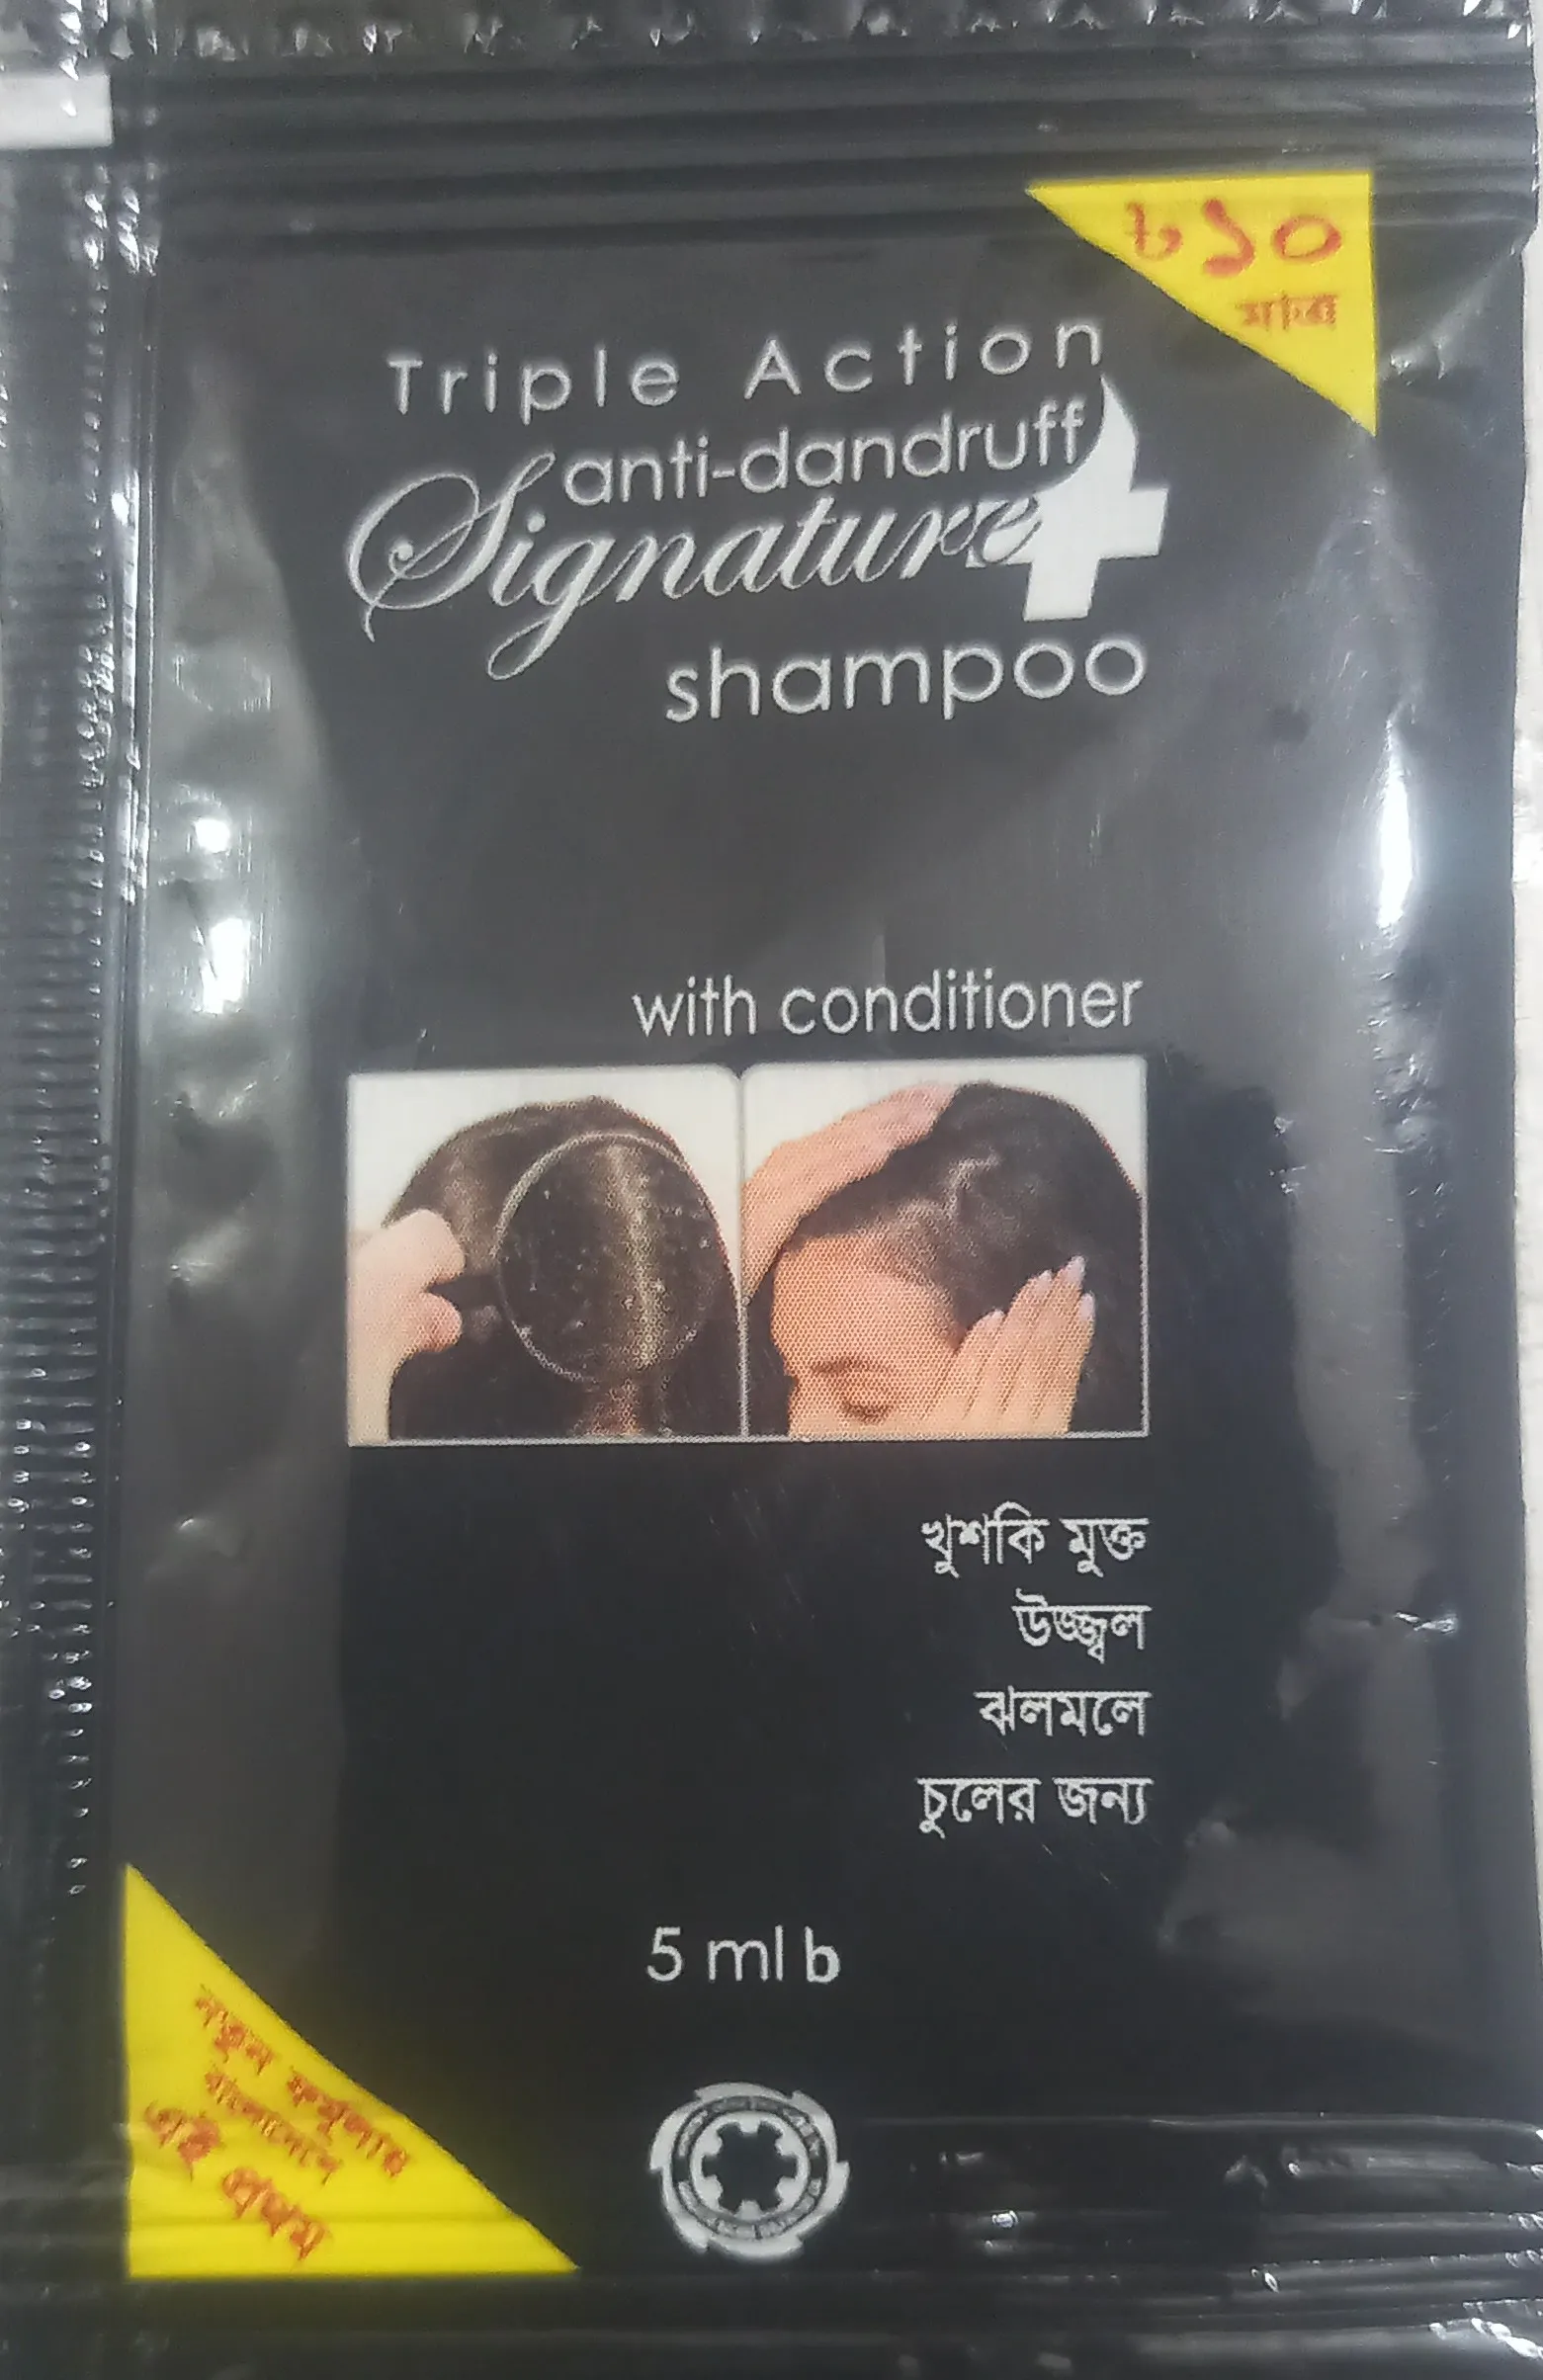 ৳১০
মাত্র
Triple Action
anti-dandruff
Signature
shampoo
with conditioner
খুশকি মুক্ত
উজ্জ্বল
ঝলমলে
চুলের জন্য
5 ml b
নতুন ফর্মুলায়
বাংলাদেশে
এই প্রথম